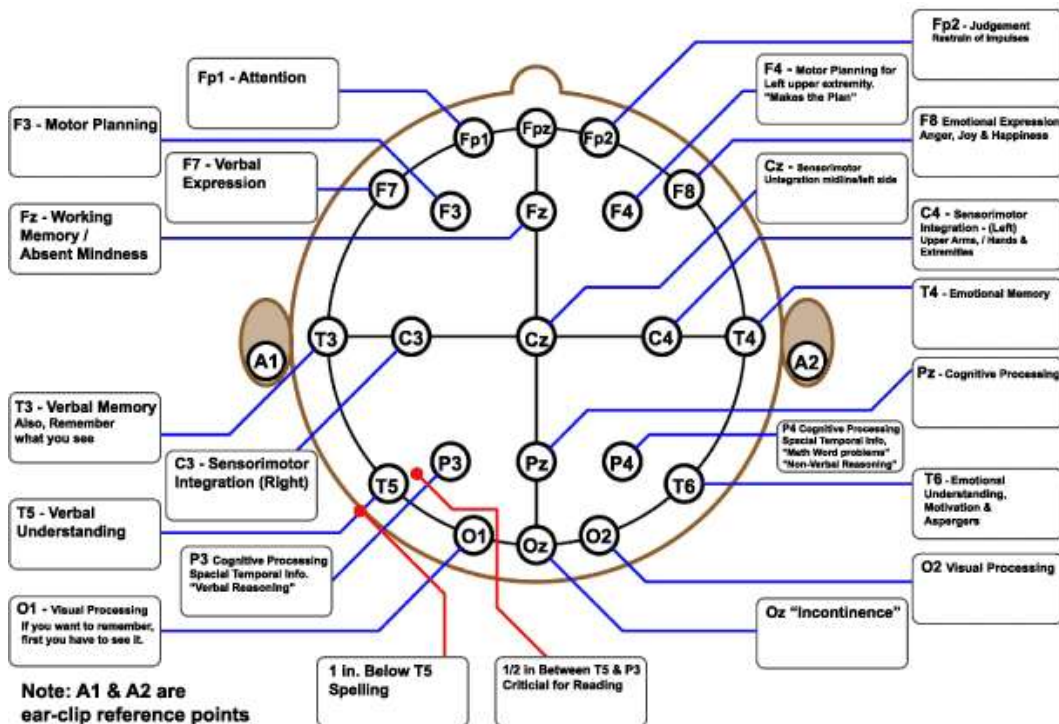 Fp2 - Judgement
Restrain of Impulses
Fp1 - Attention
F4 - Motor Planning for
Left upper extremity.
"Makes the Plan"
F3 - Motor Planning
F8 Emotional Expression
Anger, Joy & Happiness
F7 - Verbal
Expression
Cz - Sensorimotor
Untegration midline/left side
Fz - Working
Memory /
Absent Mindness
C4 - Sensorimotor
Integration - (Left)
Upper Arms, / Hands &
Extremities
T4 - Emotional Memory
Fp1
Fpz
Fp2
F7
F3
Fz
F4
F8
A1
T3
C3
Cz
C4
T4
A2
T5
P3
Pz
P4
T6
O1
Oz
O2
Pz - Cognitive Processing
T3 - Verbal Memory
Also, Remember
what you see
P4 Cognitive Processing
Special Temporal Info,
"Math Word problems"
"Non-Verbal Reasoning"
C3 - Sensorimotor
Integration (Right)
T6 - Emotional
Understanding,
Motivation &
Aspergers
T5 - Verbal
Understanding
P3 Cognitive Processing
Spacial Temporal Info.
"Verbal Reasoning"
O2 Visual Processing
O1 - Visual Processing
If you want to remember,
first you have to see it.
Oz "Incontinence"
1 in. Below T5
Spelling
1/2 in Between T5 & P3
Criticial for Reading
Note: A1 & A2 are
ear-clip reference points